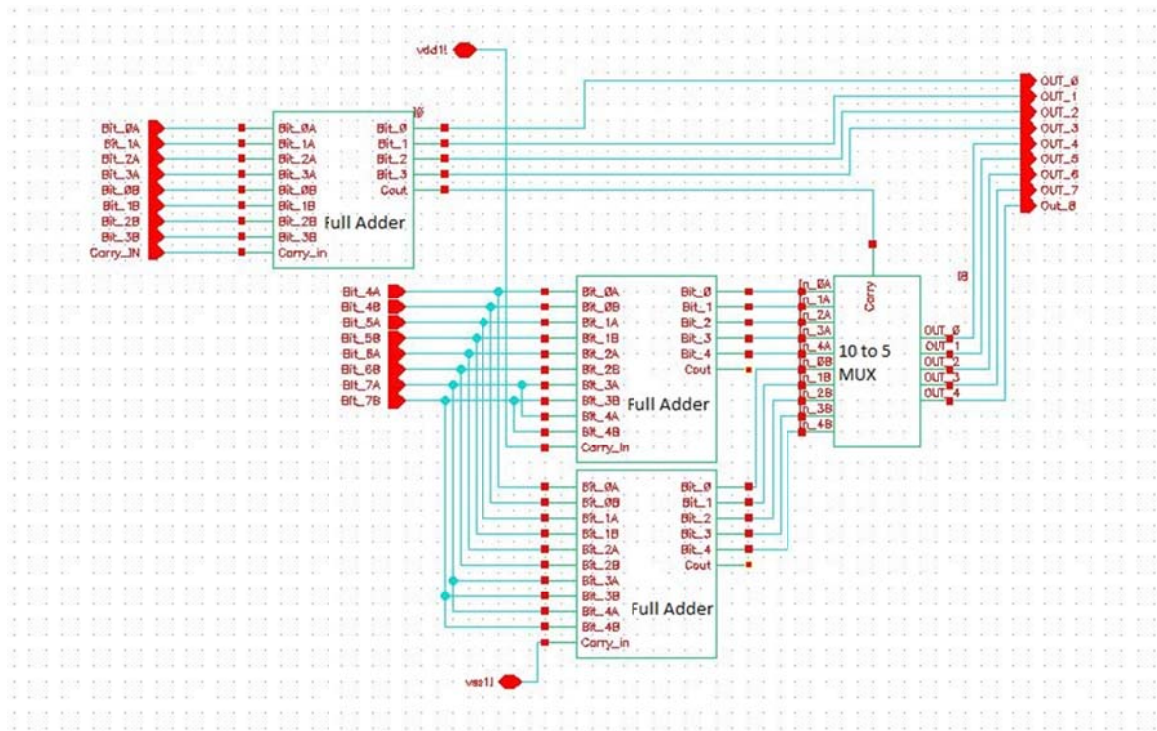 vdd1!
Bit_0A
Bit_1A
Bit_2A
Bit_3A
Bit_0B
Bit_1B
Bit_2B
Bit_3B
Carry_IN
Bit_0A
Bit_1A
Bit_2A
Bit_3A
Bit_0B
Bit_1B
Bit_2B
Bit_3B
Carry_in
Bit_0
Bit_1
Bit_2
Bit_3
Cout
Full Adder
OUT_0
OUT_1
OUT_2
OUT_3
OUT_4
OUT_5
OUT_6
OUT_7
Out_8
Bit_4A
Bit_4B
Bit_5A
Bit_5B
Bit_6A
Bit_6B
Bit_7A
Bit_7B
Bit_0A
Bit_0B
Bit_1A
Bit_1B
Bit_2A
Bit_2B
Bit_3A
Bit_3B
Bit_4A
Bit_4B
Carry_in
Bit_0
Bit_1
Bit_2
Bit_3
Bit_4
Cout
Full Adder
In_0A
In_1A
In_2A
In_3A
In_4A
In_0B
In_1B
In_2B
In_3B
In_4B
Carry
10 to 5
MUX
OUT_0
OUT_1
OUT_2
OUT_3
OUT_4
Bit_0A
Bit_0B
Bit_1A
Bit_1B
Bit_2A
Bit_2B
Bit_3A
Bit_3B
Bit_4A
Bit_4B
Carry_in
Bit_0
Bit_1
Bit_2
Bit_3
Bit_4
Cout
Full Adder
vss1!